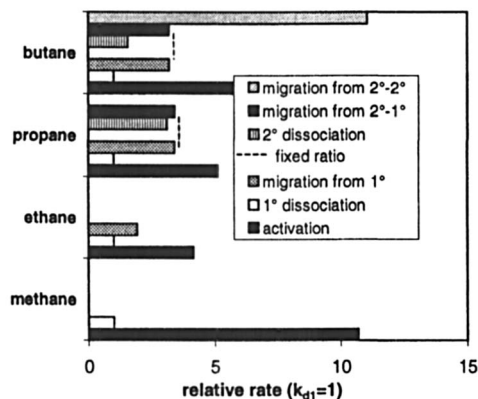 butane
propane
ethane
methane
migration from 2°-2°
migration from 2°-1°
2° dissociation
fixed ratio
migration from 1°
1° dissociation
activation
0 5 10 15
relative rate (kd1=1)